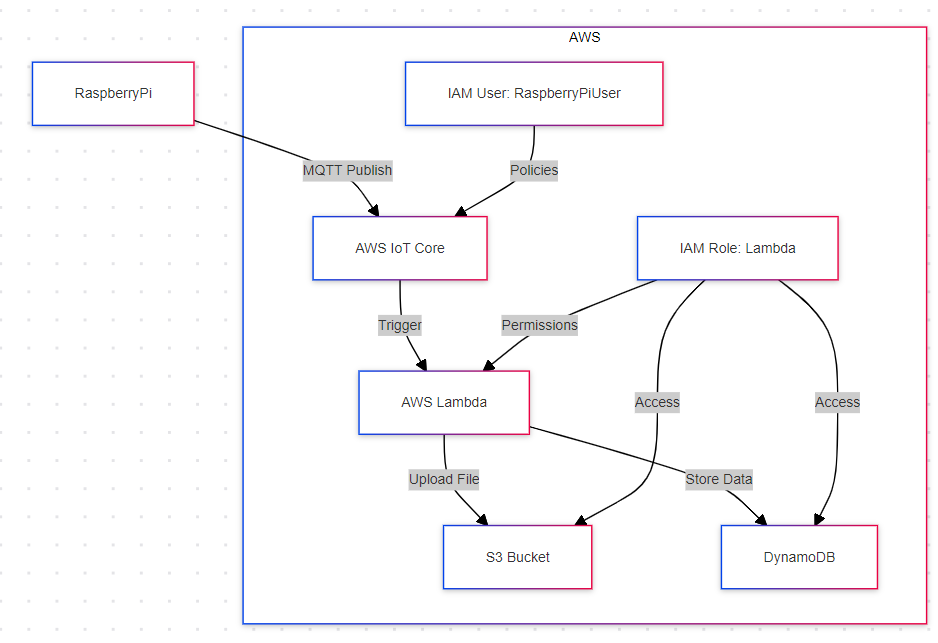 AWS
RaspberryPi
IAM User: RaspberryPiUser
MQTT Publish
Policies
AWS IoT Core
IAM Role: Lambda
Trigger
Permissions
AWS Lambda
Access
Access
Upload File
Store Data
S3 Bucket
DynamoDB